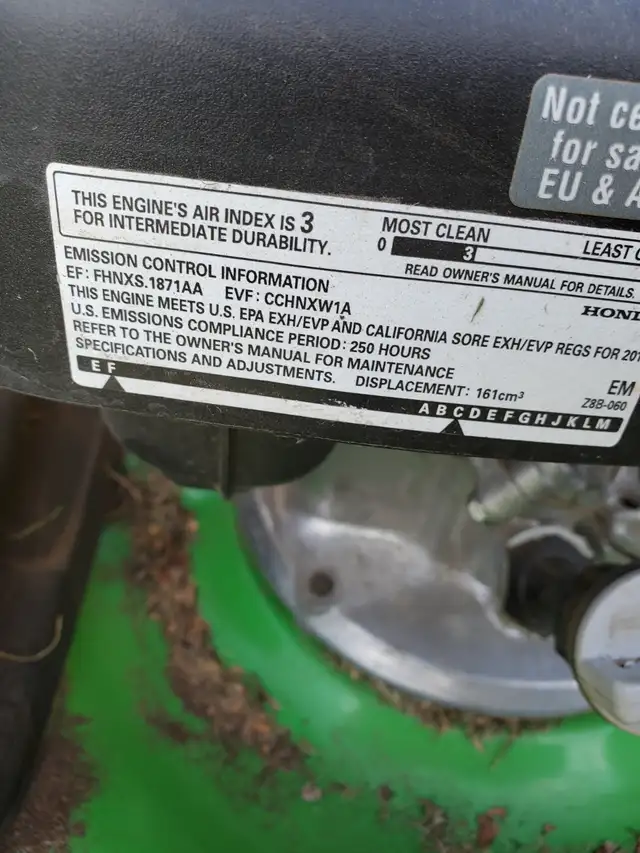 Not ce
for sa
EU & A
THIS ENGINE'S AIR INDEX IS 3
FOR INTERMEDIATE DURABILITY.
MOST CLEAN
LEAST C
0
3
READ OWNER'S MANUAL FOR DETAILS.
EMISSION CONTROL INFORMATION
HON
EF: FHNXS.1871AA EVF: CCHNXW1A
THIS ENGINE MEETS U.S. EPA EXH/EVP AND CALIFORNIA SORE EXH/EVP REGS FOR 201
U.S. EMISSIONS COMPLIANCE PERIOD: 250 HOURS
REFER TO THE OWNER'S MANUAL FOR MAINTENANCE
SPECIFICATIONS AND ADJUSTMENTS. DISPLACEMENT: 161cm³
EM
Z8B-060
E F
A B C D E F G H J K L M